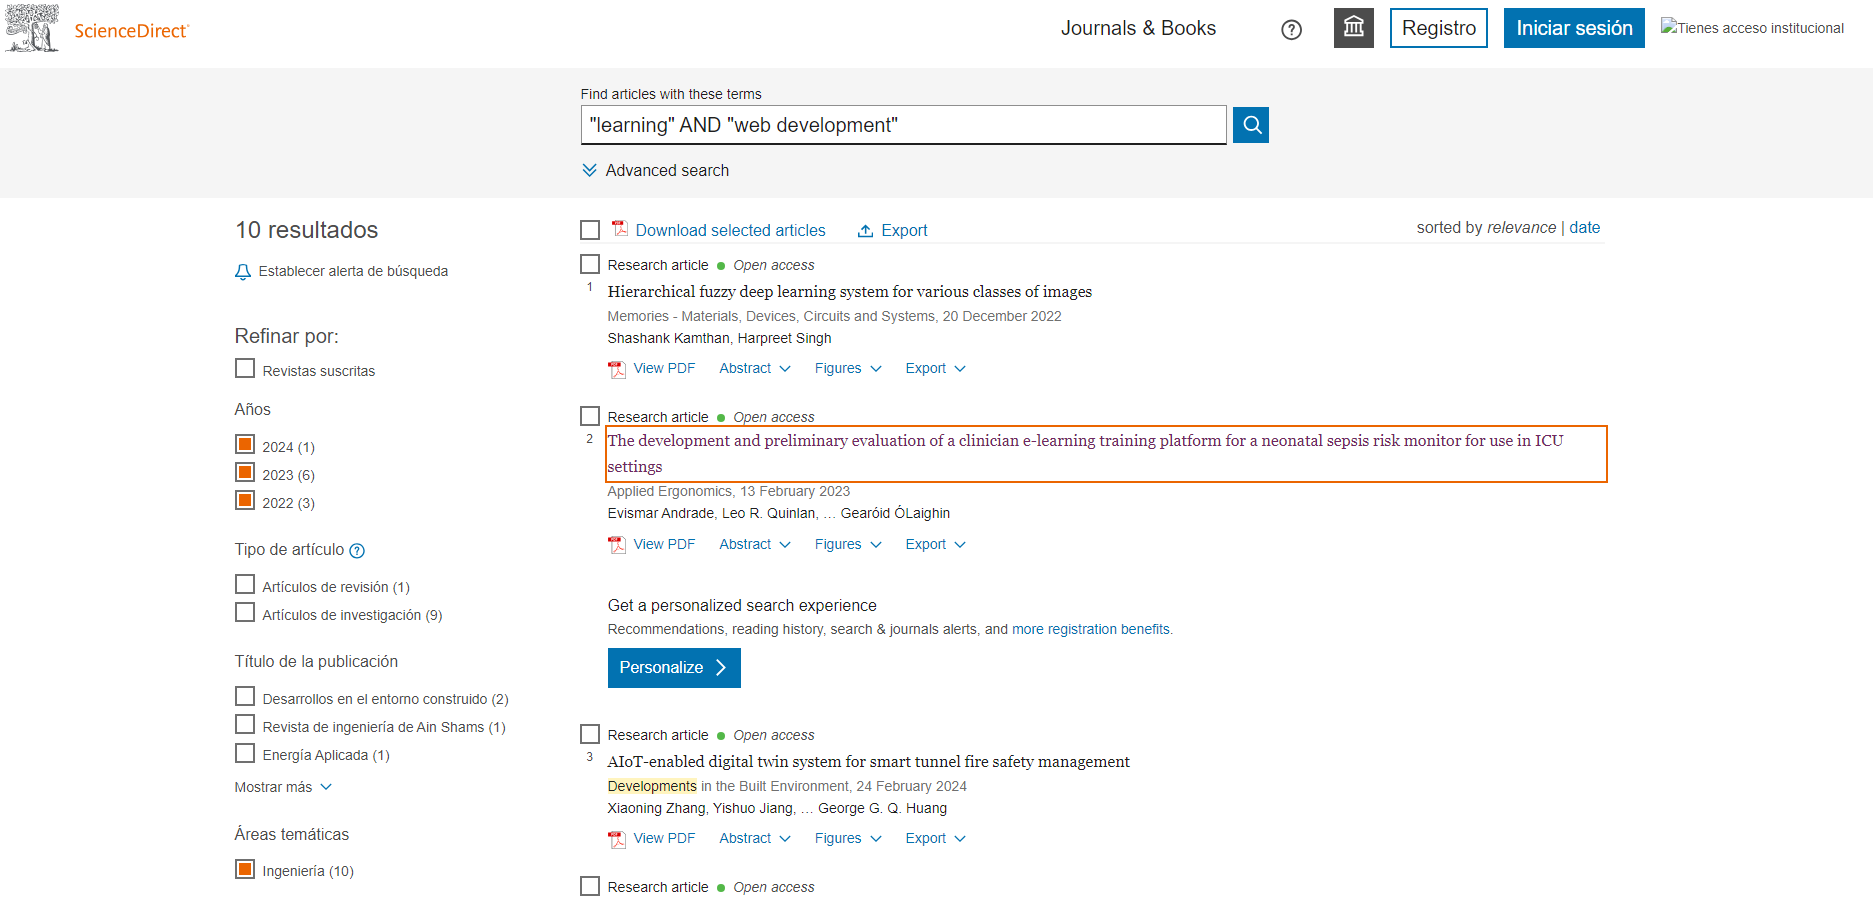 ScienceDirect®
Journals & Books
?
Registro
Iniciar sesión
Tienes acceso institucional
Find articles with these terms
"learning" AND "web development"
Advanced search
10 resultados
Establecer alerta de búsqueda
Refinar por:
Revistas suscritas
Años
2024 (1)
2023 (6)
2022 (3)
Tipo de artículo ?
Artículos de revisión (1)
Artículos de investigación (9)
Título de la publicación
Desarrollos en el entorno construido (2)
Revista de ingeniería de Ain Shams (1)
Energía Aplicada (1)
Mostrar más
Áreas temáticas
Ingeniería (10)
Download selected articles Export
sorted by relevance | date
Research article Open access
1
Hierarchical fuzzy deep learning system for various classes of images
Memories - Materials, Devices, Circuits and Systems, 20 December 2022
Shashank Kamthan, Harpreet Singh
View PDF Abstract Figures Export
Research article Open access
2
The development and preliminary evaluation of a clinician e-learning training platform for a neonatal sepsis risk monitor for use in ICU
settings
Applied Ergonomics, 13 February 2023
Evismar Andrade, Leo R. Quinlan, … Gearóid ÓLaighin
View PDF Abstract Figures Export
Get a personalized search experience
Recommendations, reading history, search & journals alerts, and more registration benefits.
Personalize
Research article Open access
3
AIoT-enabled digital twin system for smart tunnel fire safety management
Developments in the Built Environment, 24 February 2024
Xiaoning Zhang, Yishuo Jiang, … George G. Q. Huang
View PDF Abstract Figures Export
Research article Open access